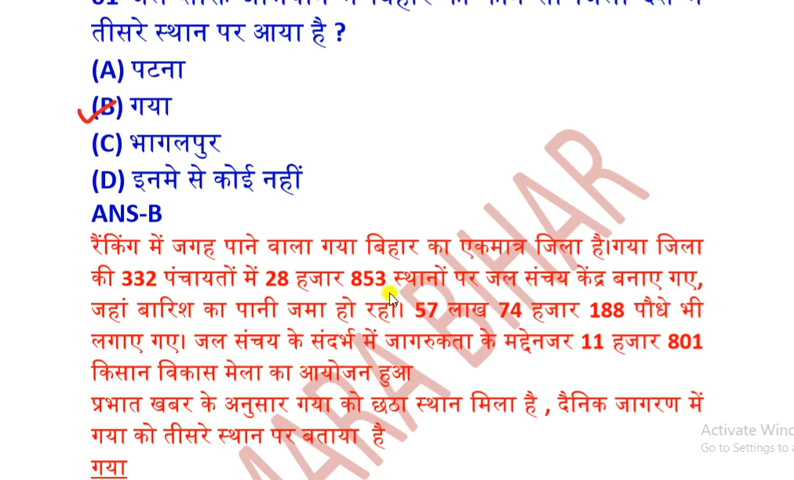 तीसरे स्थान पर आया है ?
(A) पटना
(B) गया
(C) भागलपुर
(D) इनमे से कोई नहीं
ANS-B
रैंकिंग में जगह पाने वाला गया बिहार का एकमात्र जिला है।गया जिला
की 332 पंचायतों में 28 हजार 853 स्थानों पर जल संचय केंद्र बनाए गए,
जहां बारिश का पानी जमा हो रहा। 57 लाख 74 हजार 188 पौधे भी
लगाए गए। जल संचय के संदर्भ में जागरुकता के मद्देनजर 11 हजार 801
किसान विकास मेला का आयोजन हुआ
प्रभात खबर के अनुसार गया को छठा स्थान मिला है , दैनिक जागरण में
गया को तीसरे स्थान पर बताया है
गया
MARA BIHAR
Activate Wind
Go to Settings to a